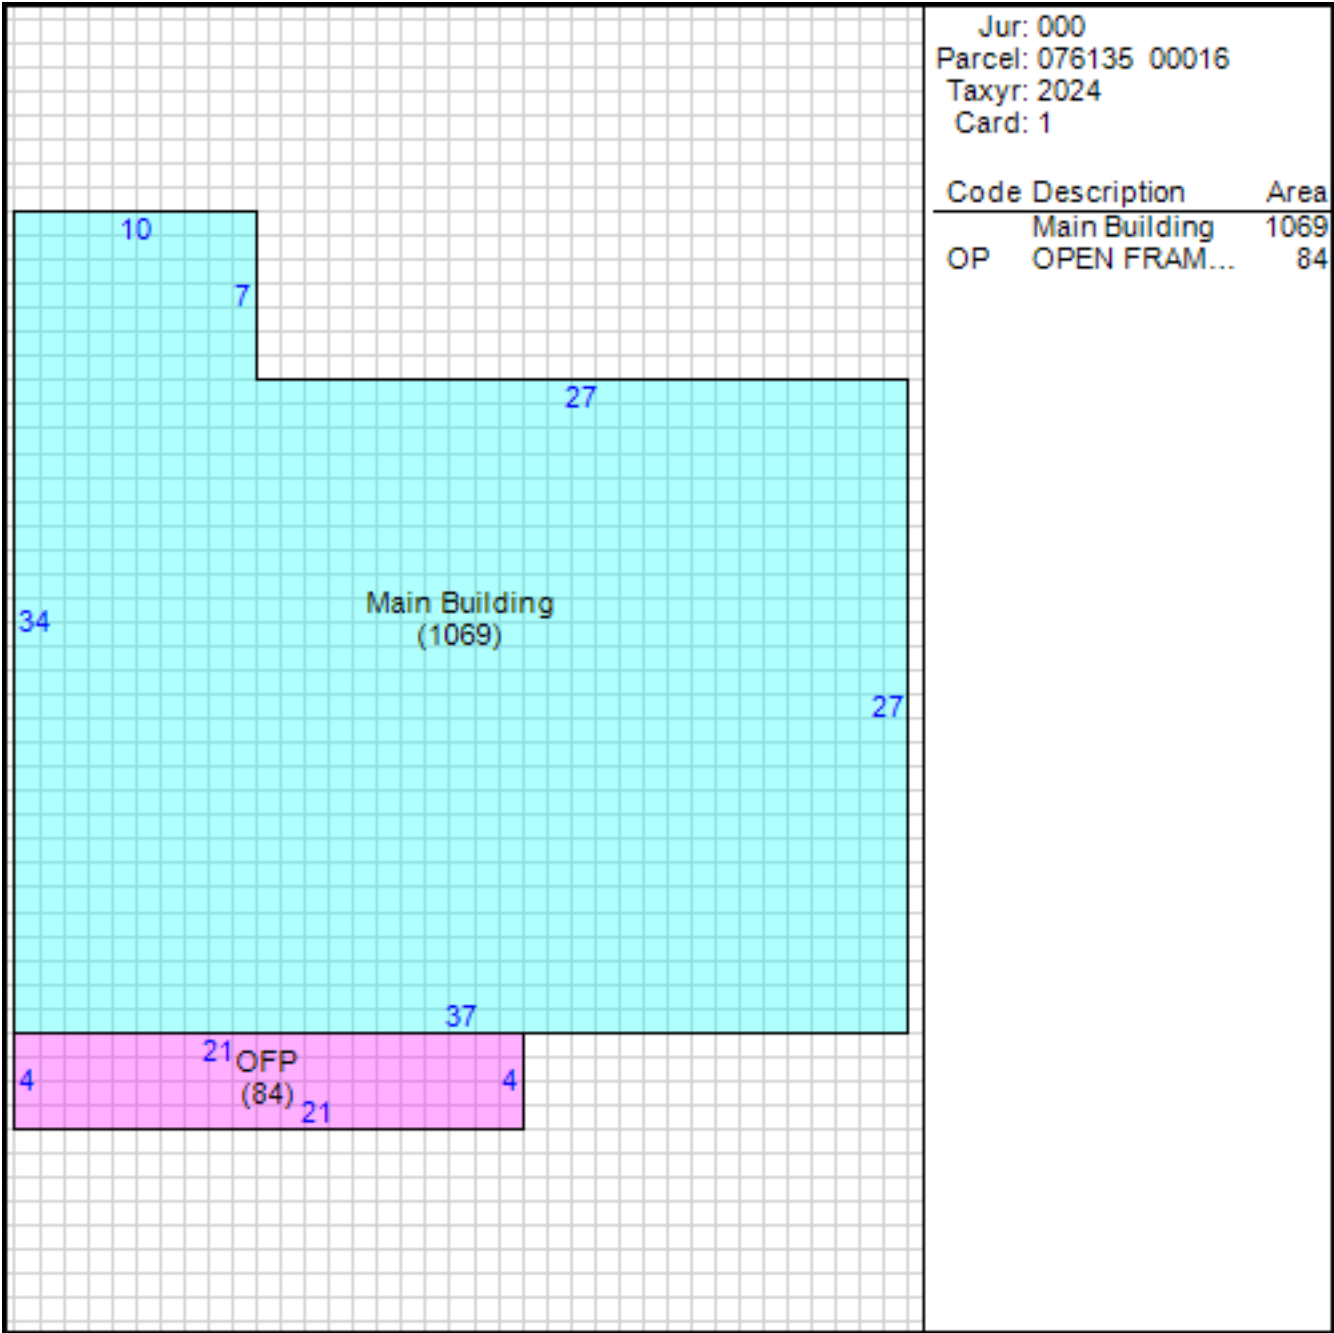 Jur: 000
Parcel: 076135 00016
Taxyr: 2024
Card: 1
Code Description Area
Main Building 1069
OP OPEN FRAM... 84
10
7
27
Main Building
(1069)
34
27
37
21
OFP
4
4
(84)
21